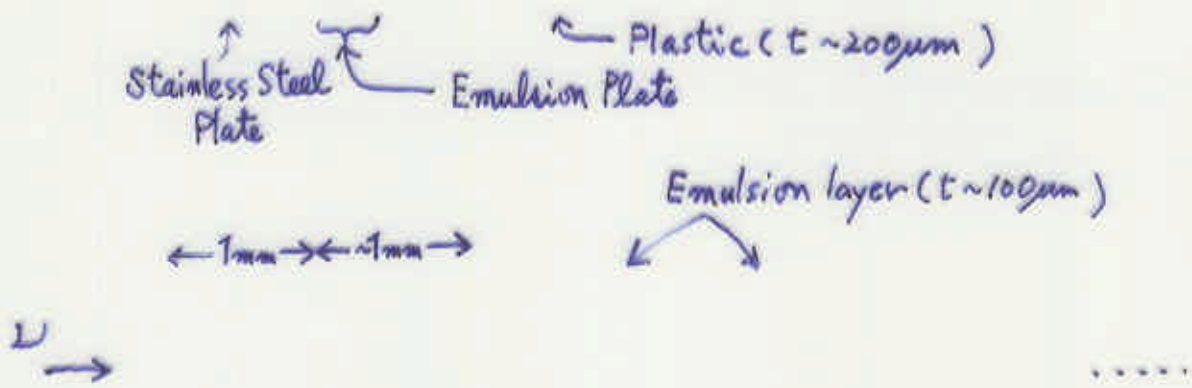 Plastic (t ~200μm)
Stainless Steel
Plate
Emulsion Plate
Emulsion layer (t ~100μm)
←1mm→←~1mm→
ν
.....